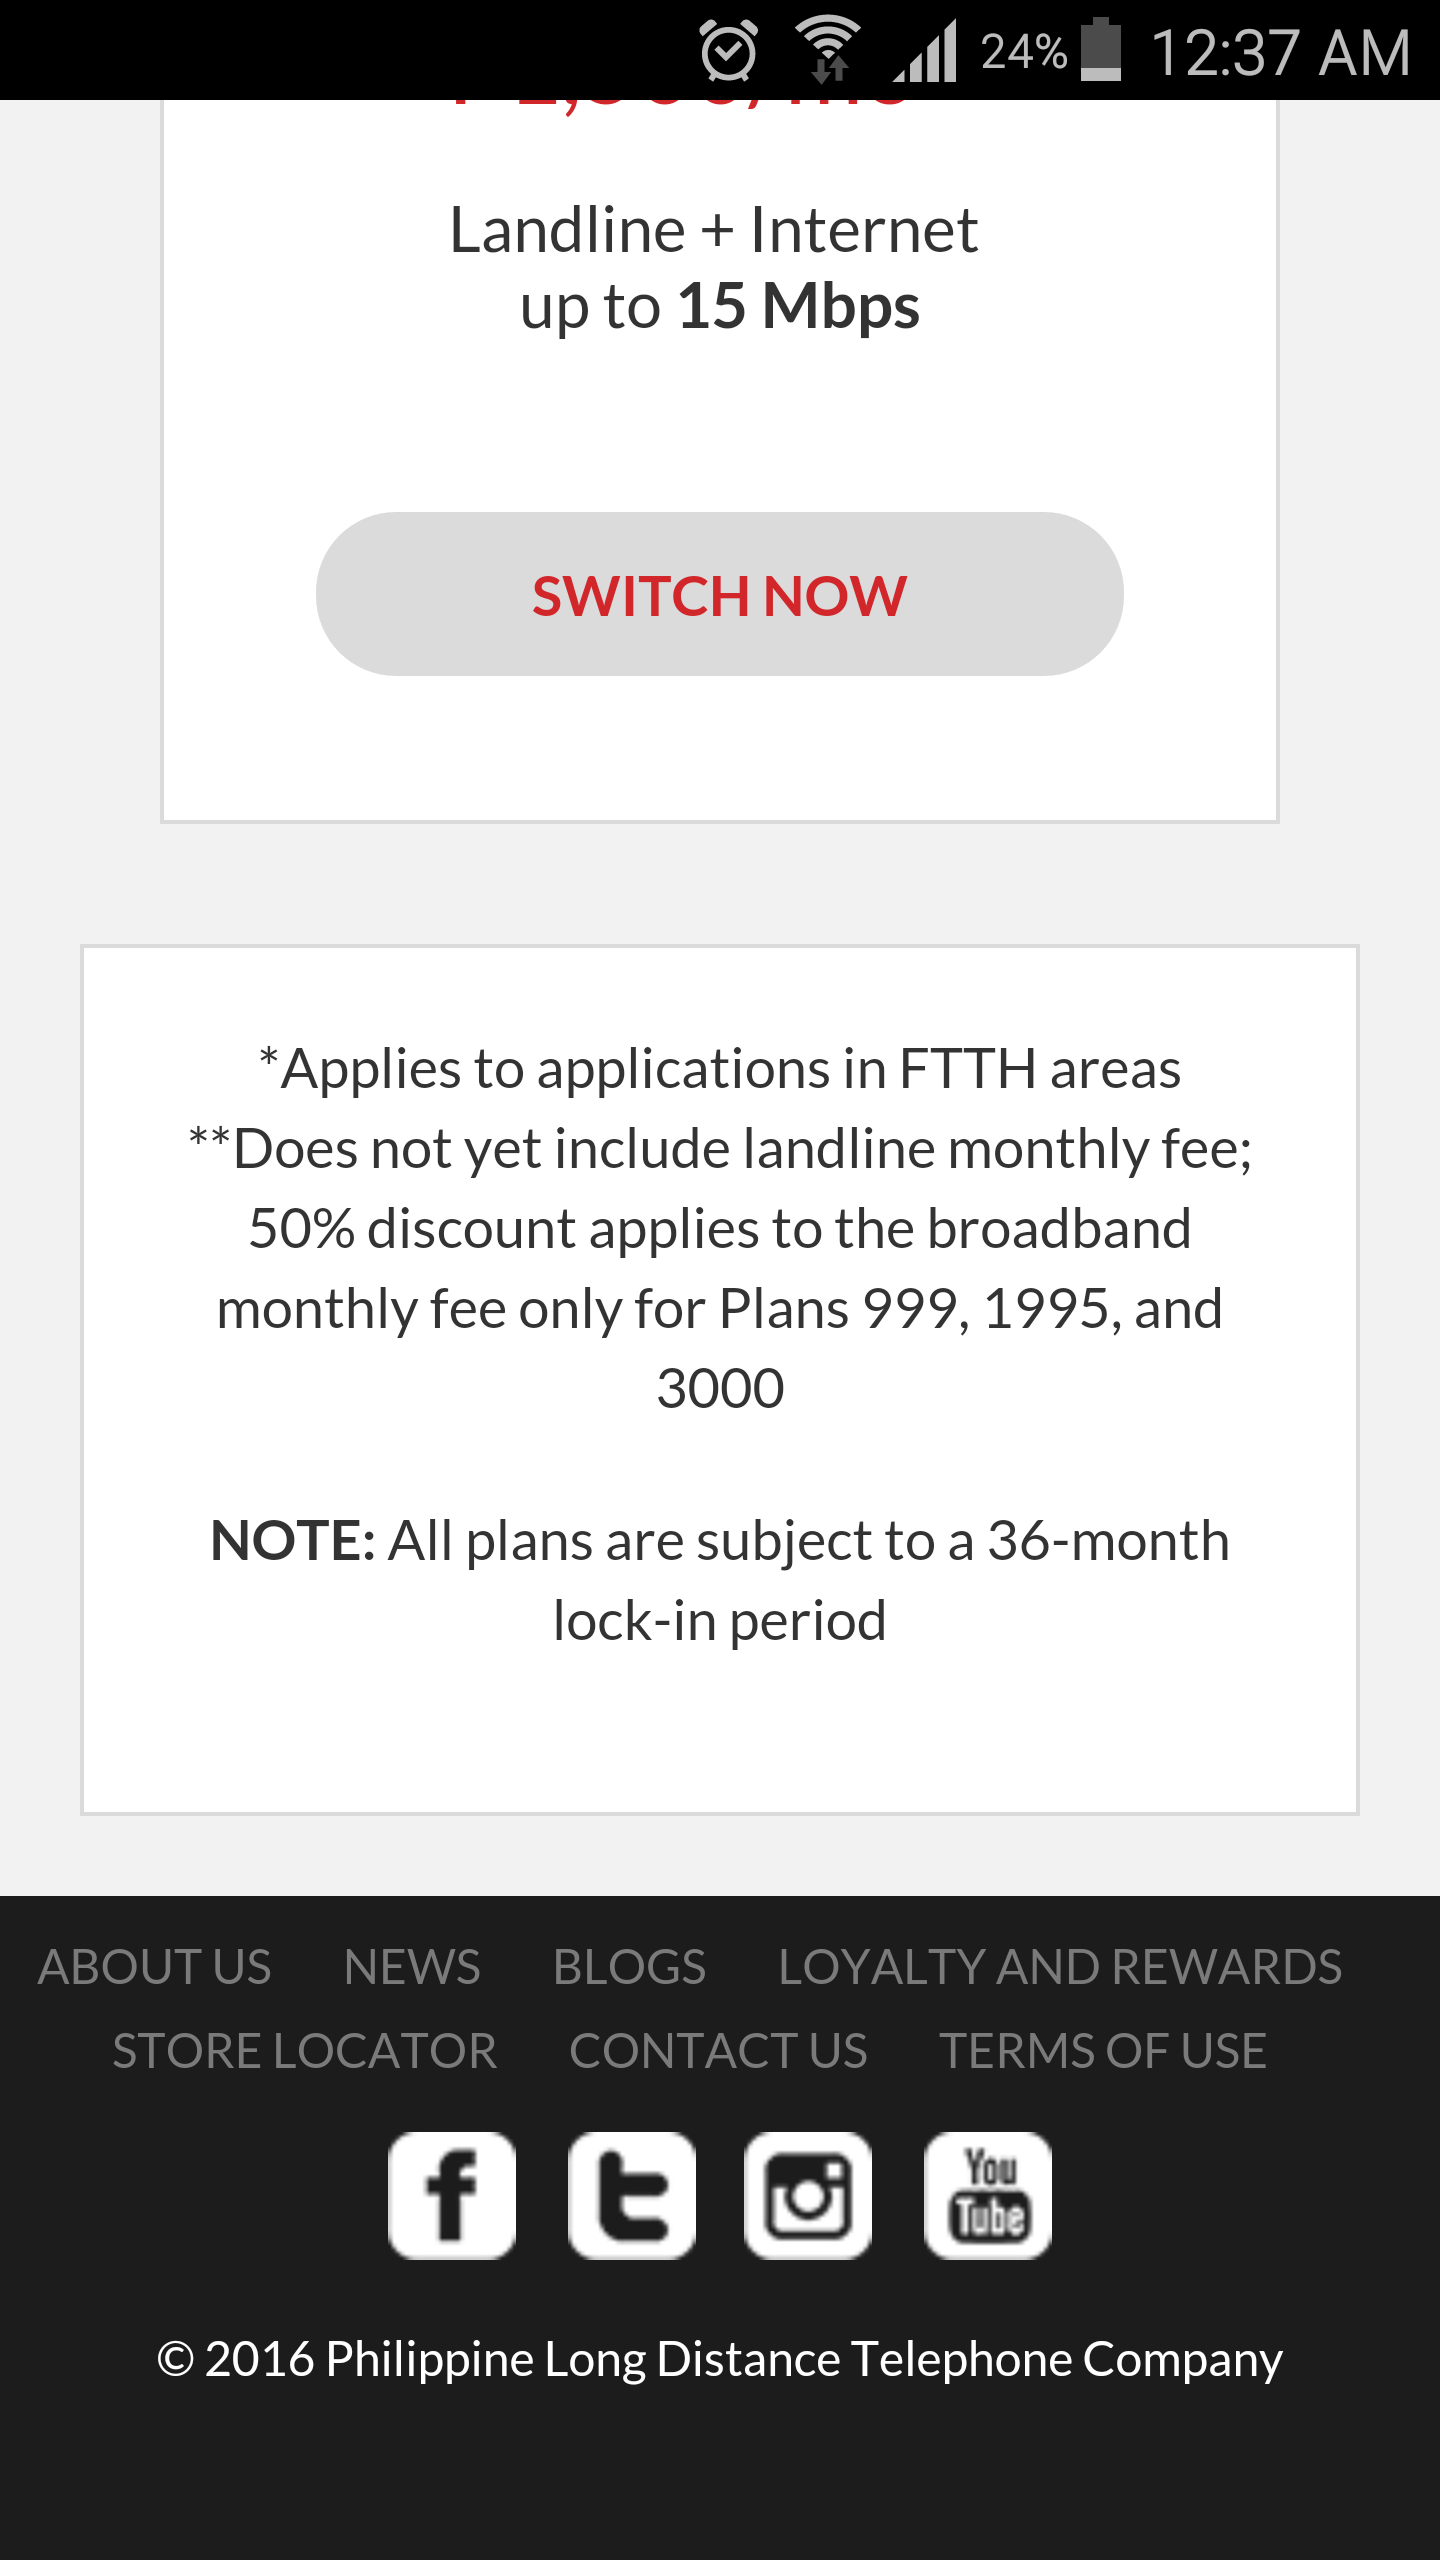 24% 12:37 AM
Landline + Internet
up to 15 Mbps
SWITCH NOW
*Applies to applications in FTTH areas
**Does not yet include landline monthly fee;
50% discount applies to the broadband
monthly fee only for Plans 999, 1995, and
3000
NOTE: All plans are subject to a 36-month
lock-in period
ABOUT US NEWS BLOGS LOYALTY AND REWARDS
STORE LOCATOR CONTACT US TERMS OF USE
You
Tube
© 2016 Philippine Long Distance Telephone Company